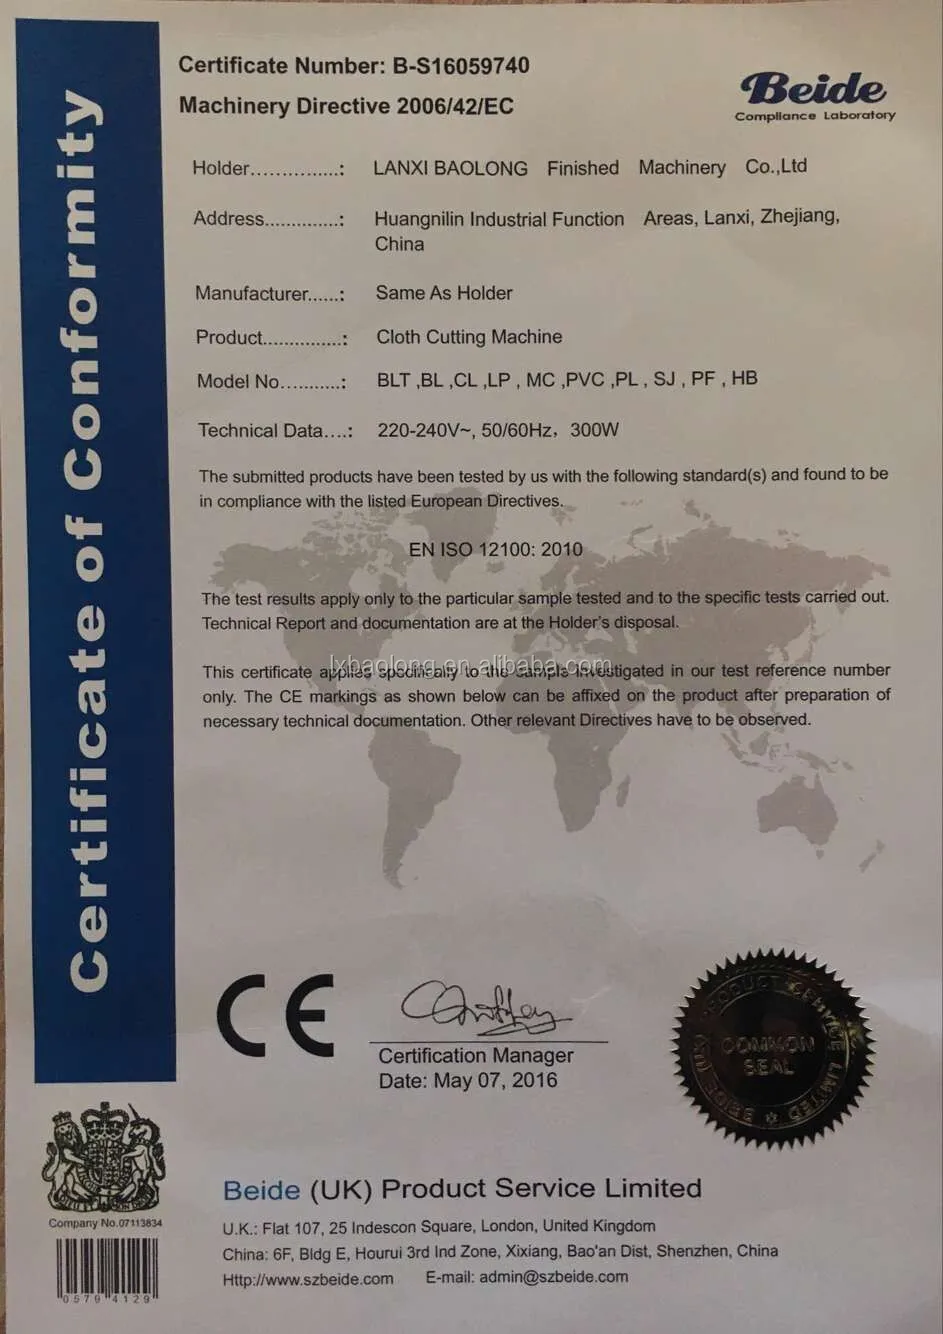 Certificate of Conformity
Certificate Number: B-S16059740
Machinery Directive 2006/42/EC
Beide
Compliance Laboratory
Holder...............: LANXI BAOLONG Finished Machinery Co.,Ltd
Address.............: Huangnilin Industrial Function Areas, Lanxi, Zhejiang,
China
Manufacturer......: Same As Holder
Product..............: Cloth Cutting Machine
Model No...........: BLT ,BL ,CL ,LP , MC ,PVC ,PL , SJ , PF , HB
Technical Data....: 220-240V~, 50/60Hz, 300W
The submitted products have been tested by us with the following standard(s) and found to be
in compliance with the listed European Directives.
EN ISO 12100: 2010
The test results apply only to the particular sample tested and to the specific tests carried out.
Technical Report and documentation are at the Holder's disposal.
lxbaolong.en.alibaba.com
This certificate applies specifically to the sample investigated in our test reference number
only. The CE markings as shown below can be affixed on the product after preparation of
necessary technical documentation. Other relevant Directives have to be observed.
CE
Certification Manager
Date: May 07, 2016
BEIDE (UK) PRODUCT SERVICE LIMITED
COMMON
SEAL
Company No.07113834
0579 4129
Beide (UK) Product Service Limited
U.K.: Flat 107, 25 Indescon Square, London, United Kingdom
China: 6F, Bldg E, Hourui 3rd Ind Zone, Xixiang, Bao'an Dist, Shenzhen, China
Http://www.szbeide.com E-mail: admin@szbeide.com